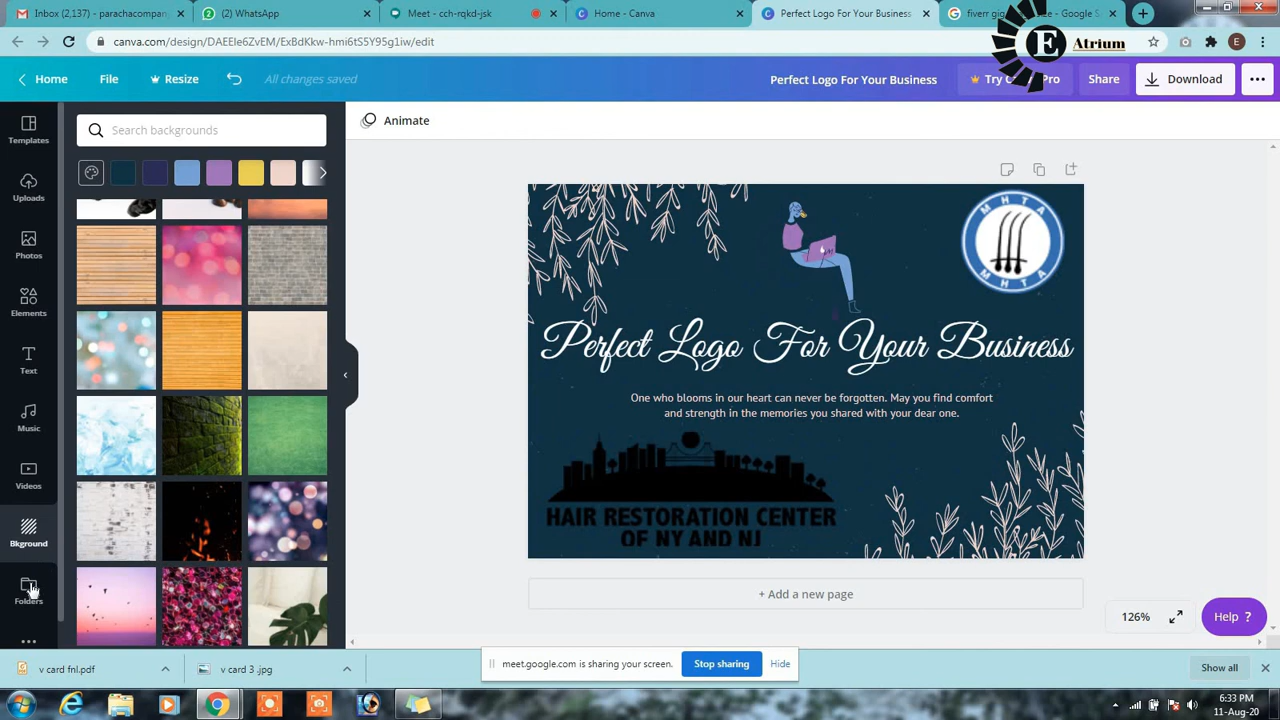 Inbox (2,137) - parachacompan
(2) WhatsApp
Meet - cch-rqkd-jsk
Home - Canva
Perfect Logo For Your Business
fiverr gig
- Google S
canva.com/design/DAEEIe6ZvEM/ExBdKkw-hmi6tS5Y95g1iw/edit
E
Atrium
E
Home
File
Resize
All changes saved
Perfect Logo For Your Business
Share
Download
Templates
Search backgrounds
Animate
Uploads
Photos
Elements
Text
Music
Videos
Bkground
Folders
MHTA
MHTA
Perfect Logo For Your Business
One who blooms in our heart can never be forgotten. May you find comfort
and strength in the memories you shared with your dear one.
HAIR RESTORATION CENTER
OF NY AND NJ
+ Add a new page
126%
Help ?
v card fnl.pdf
v card 3 .jpg
meet.google.com is sharing your screen.
Stop sharing
Hide
Show all
6:33 PM
11-Aug-20